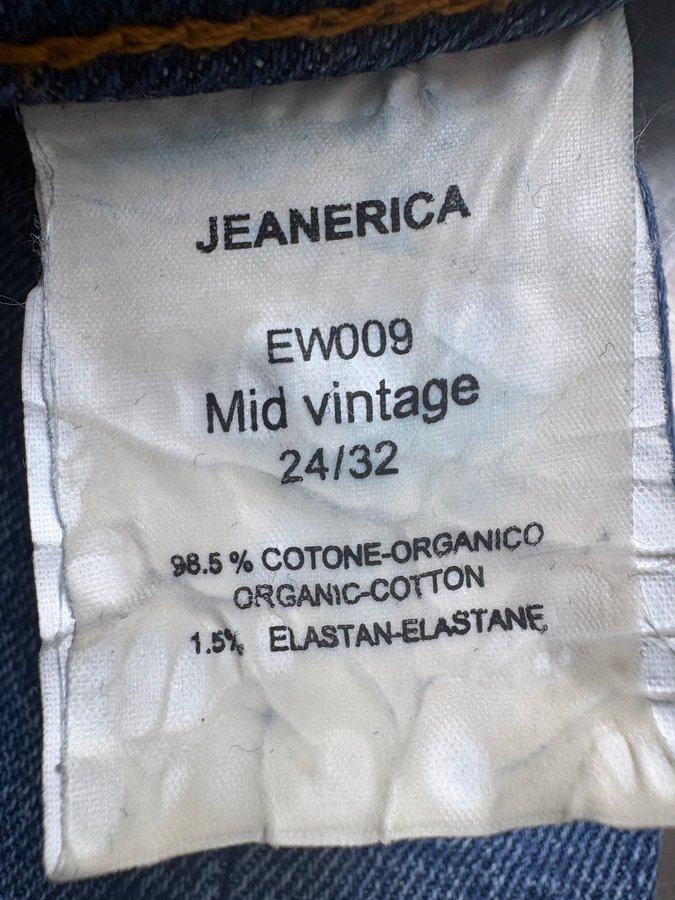 JEANERICA
EW009
Mid vintage
24/32
98.5 % COTONE-ORGANICO
ORGANIC-COTTON
1.5% ELASTAN-ELASTANE